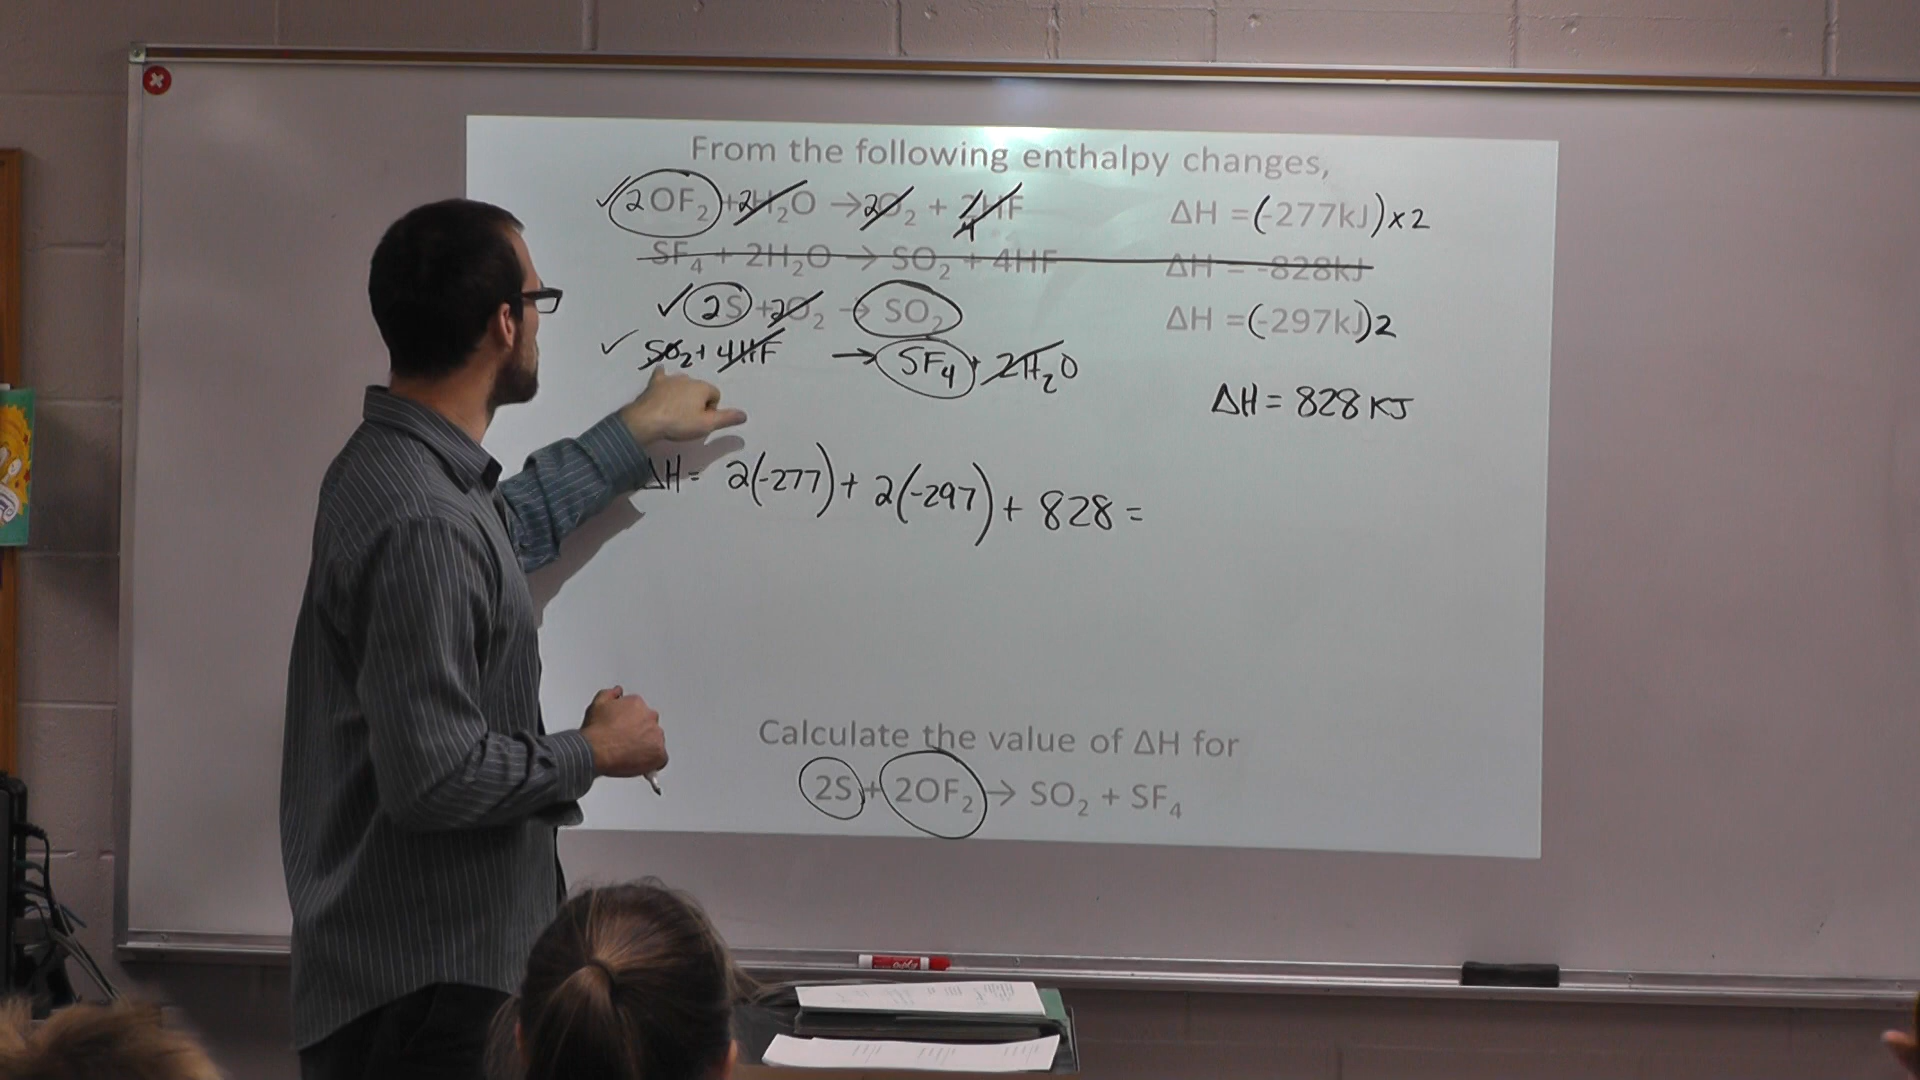 From the following enthalpy changes,
✓ 2OF₂ + 2H₂O → 2O₂ + 4HF ΔH = (-277kJ) x 2
SF₄ + 2H₂O → SO₂ + 4HF ΔH = -828kJ
✓ 2S + 2O₂ → SO₂ ΔH = (-297kJ)2
✓ SO₂ + 4HF → SF₄ + 2H₂O
ΔH = 828 KJ
ΔH = 2(-277) + 2(-297) + 828 =
Calculate the value of ΔH for
2S + 2OF₂ → SO₂ + SF₄